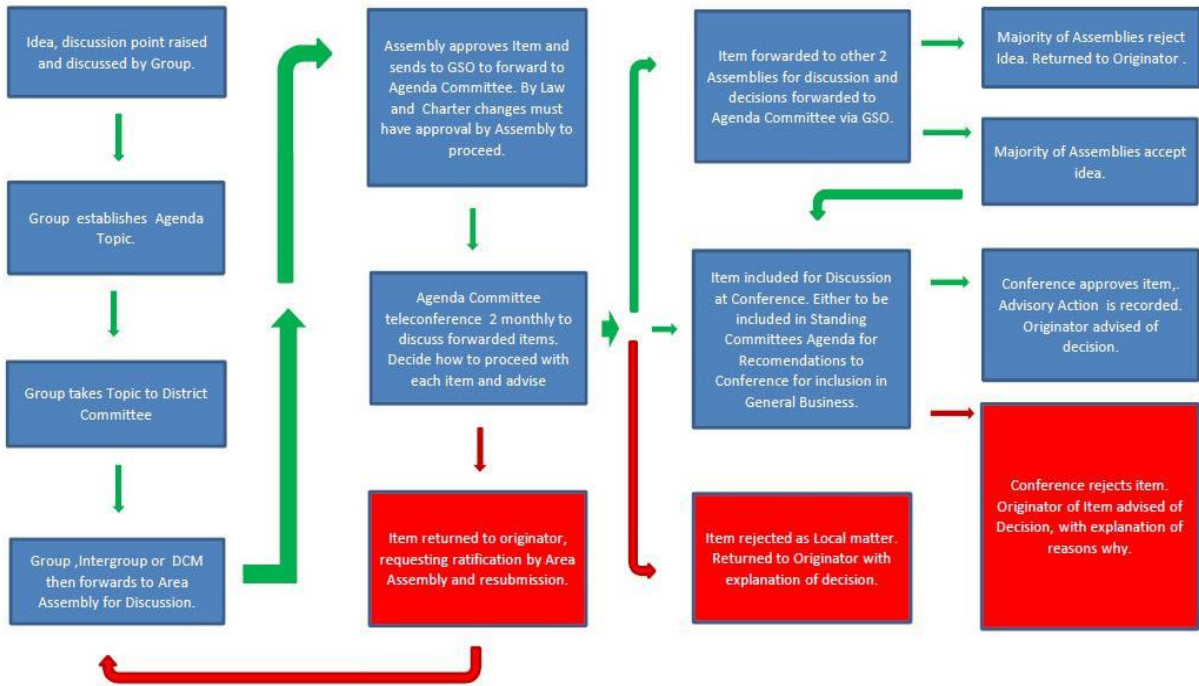 Idea, discussion point raised
and discussed by Group.
Group establishes Agenda
Topic.
Group takes Topic to District
Committee
Group ,Intergroup or DCM
then forwards to Area
Assembly for Discussion.
Assembly approves Item and
sends to GSO to forward to
Agenda Committee. By Law
and Charter changes must
have approval by Assembly to
proceed.
Agenda Committee
teleconference 2 monthly to
discuss forwarded items.
Decide how to proceed with
each item and advise
Item returned to originator,
requesting ratification by Area
Assembly and resubmission.
Item forwarded to other 2
Assemblies for discussion and
decisions forwarded to
Agenda Committee via GSO.
Item included for Discussion
at Conference. Either to be
included in Standing
Committees Agenda for
Recomendations to
Conference for inclusion in
General Business.
Item rejected as Local matter.
Returned to Originator with
explanation of decision.
Majority of Assemblies reject
Idea. Returned to Originator .
Majority of Assemblies accept
idea.
Conference approves item,.
Advisory Action is recorded.
Originator advised of
decision.
Conference rejects item.
Originator of Item advised of
Decision, with explanation of
reasons why.